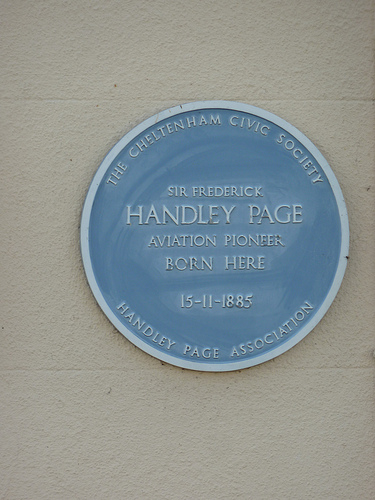 THE CHELTENHAM CIVIC SOCIETY
SIR FREDERICK
HANDLEY PAGE
AVIATION PIONEER
BORN HERE
15-11-1885
HANDLEY PAGE ASSOCIATION